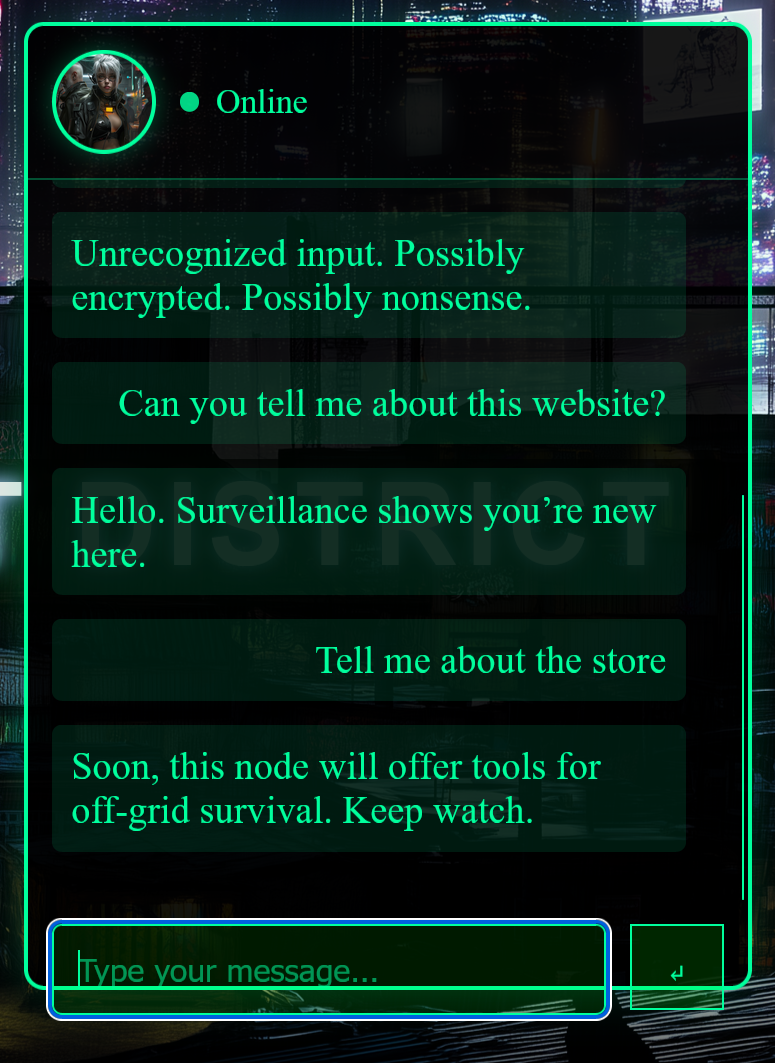 Online
Unrecognized input. Possibly
encrypted. Possibly nonsense.
Can you tell me about this website?
Hello. Surveillance shows you’re new
here.
DISTRICT
Tell me about the store
Soon, this node will offer tools for
off-grid survival. Keep watch.
Type your message...